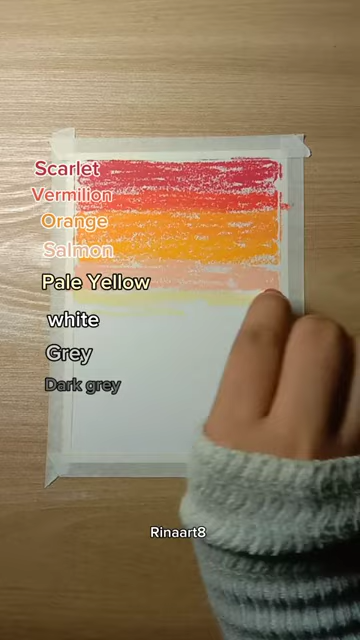 Scarlet
Vermilion
Orange
Salmon
Pale Yellow
white
Grey
Dark grey
Rinaart8